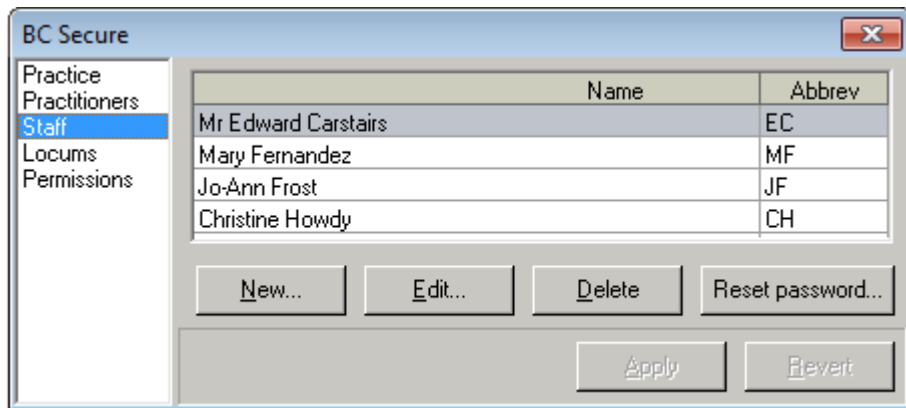 BC Secure
Practice
Practitioners
Staff
Locums
Permissions
Name Abbrev
Mr Edward Carstairs EC
Mary Fernandez MF
Jo-Ann Frost JF
Christine Howdy CH
New... Edit... Delete Reset password...
Apply Revert